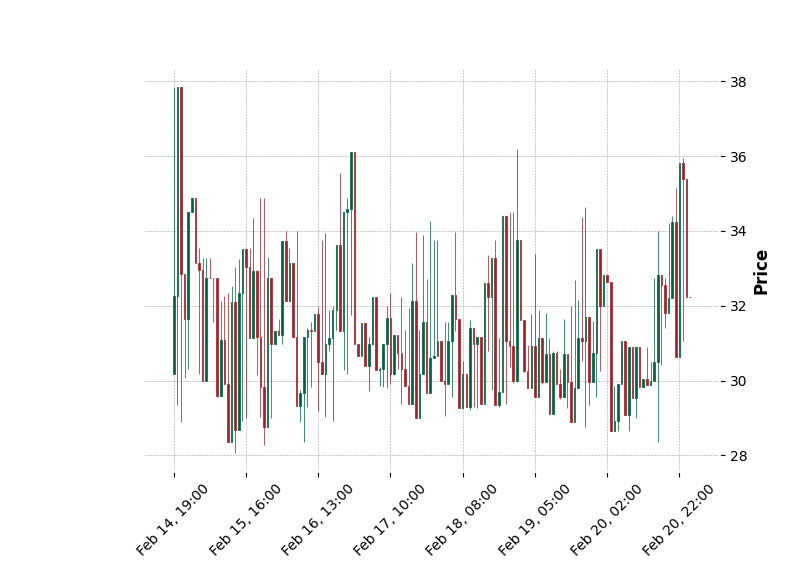 38
36
34
32
30
28
Price
Feb 14, 19:00
Feb 15, 16:00
Feb 16, 13:00
Feb 17, 10:00
Feb 18, 08:00
Feb 19, 05:00
Feb 20, 02:00
Feb 20, 22:00